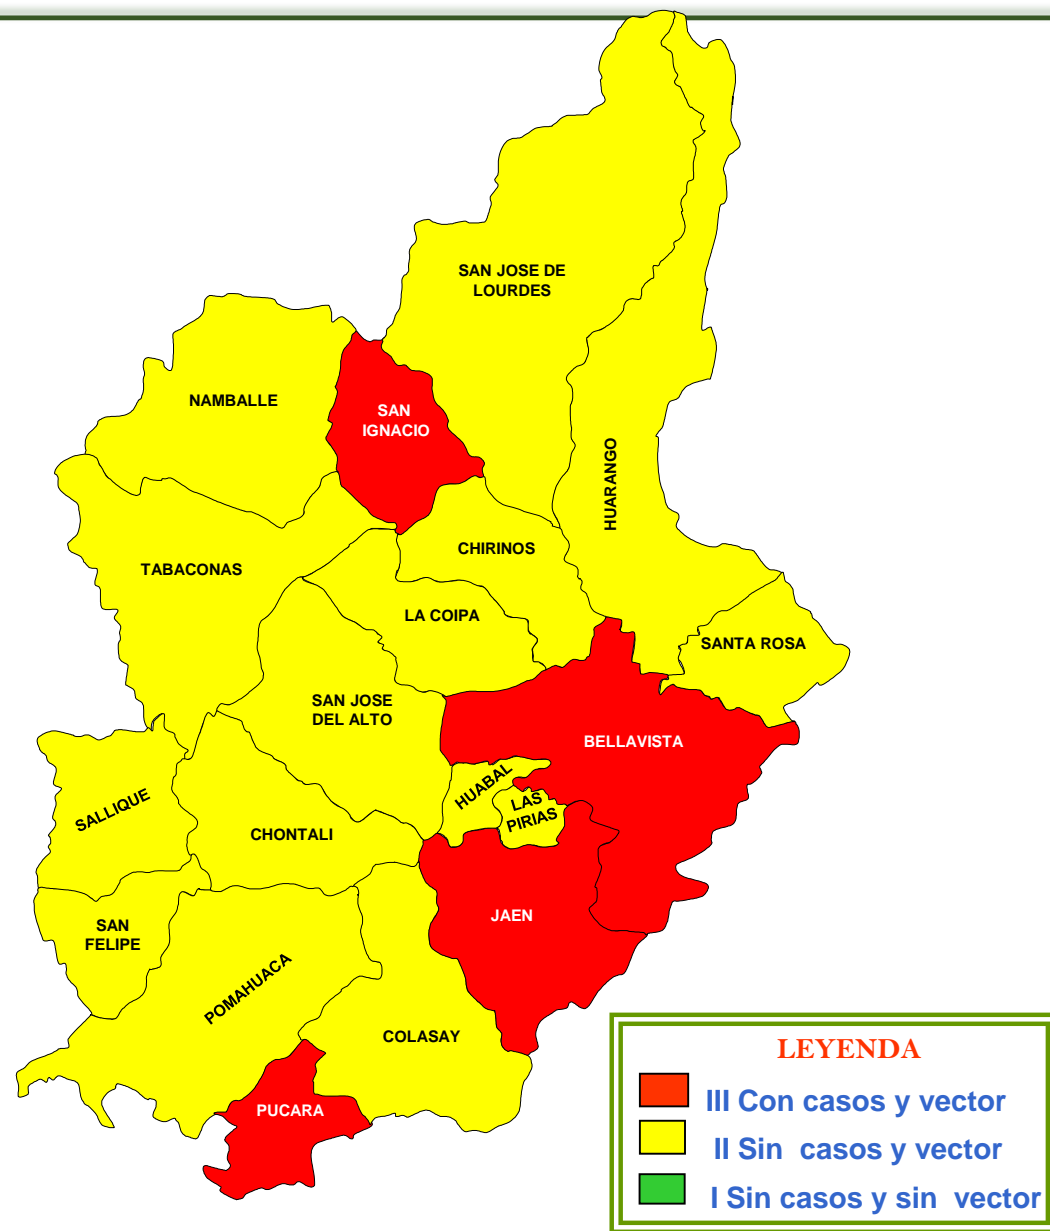 SAN JOSE DE
LOURDES
NAMBALLE
SAN
IGNACIO
HUARANGO
CHIRINOS
TABACONAS
LA COIPA
SANTA ROSA
SAN JOSE
DEL ALTO
BELLAVISTA
HUABAL
LAS
PIRIAS
SALLIQUE
CHONTALI
JAEN
SAN
FELIPE
POMAHUACA
COLASAY
PUCARA
LEYENDA
III Con casos y vector
II Sin casos y vector
I Sin casos y sin vector